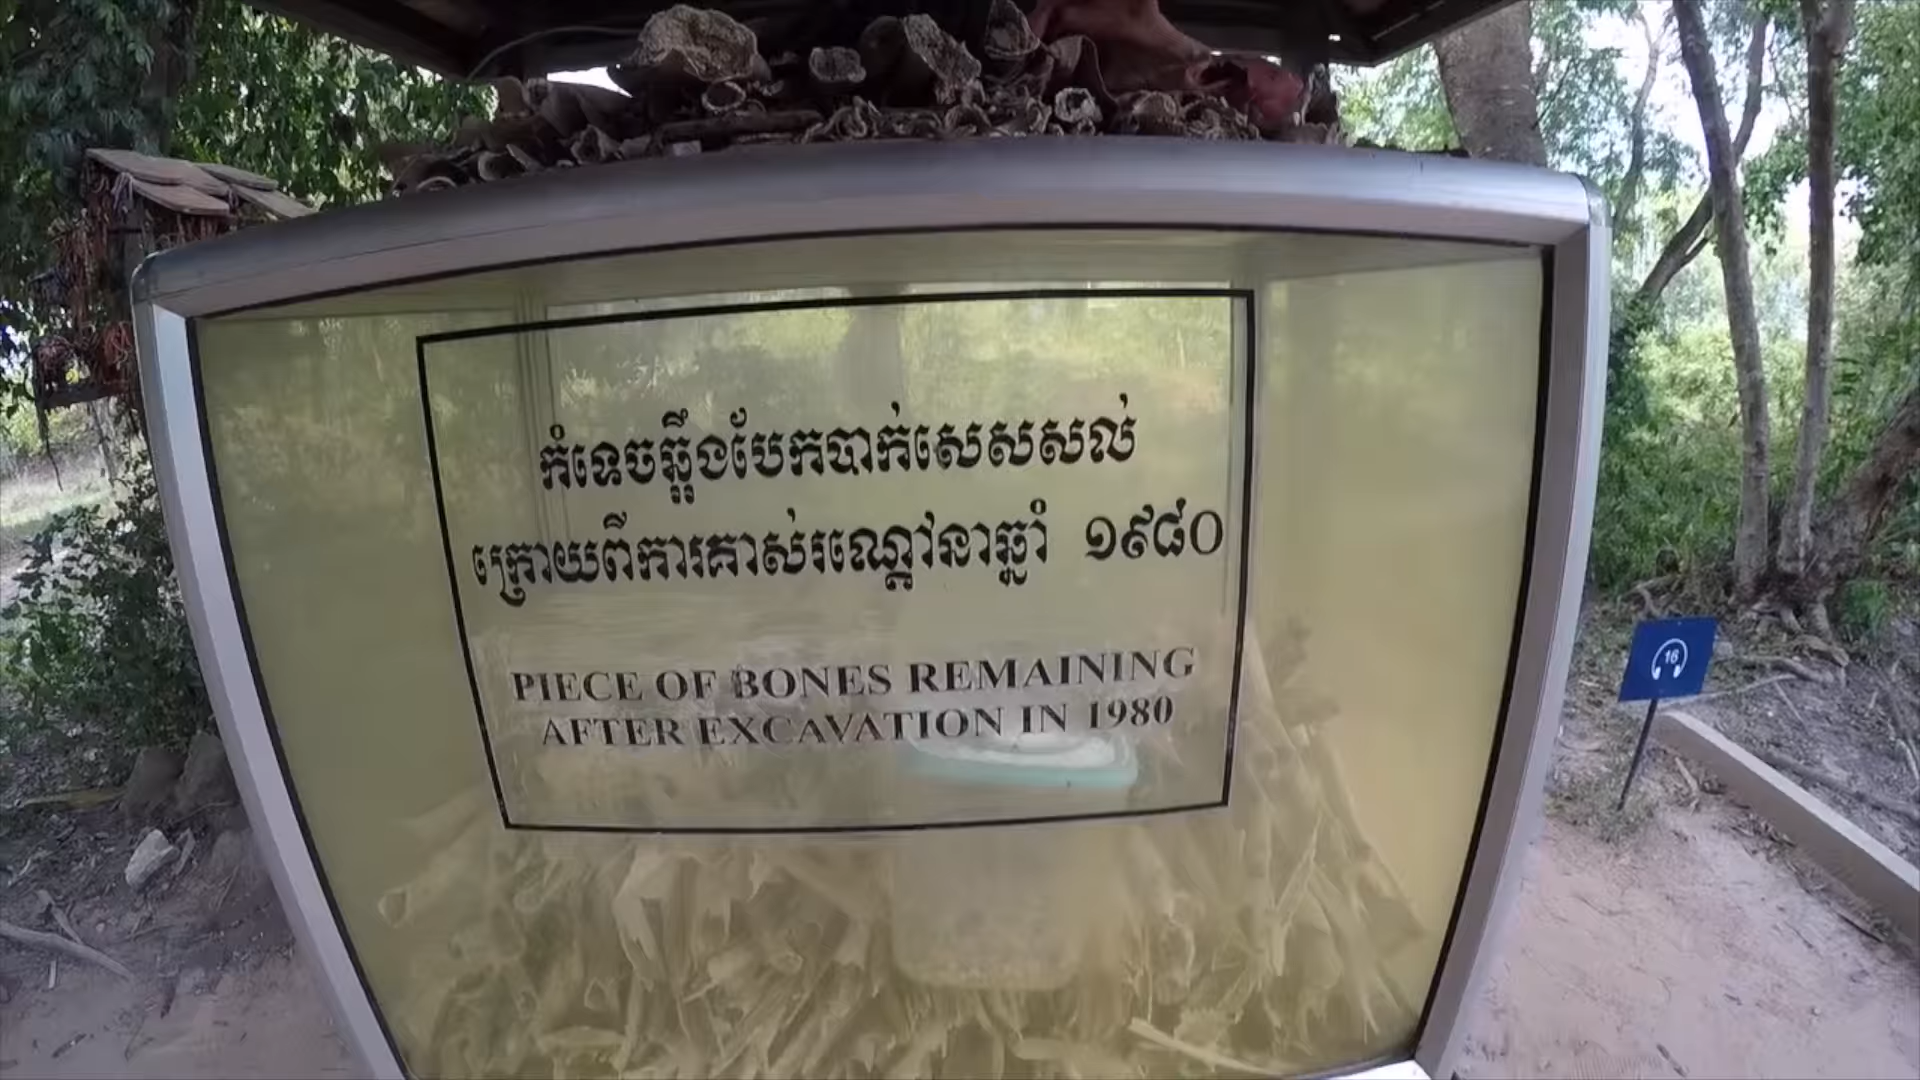 កំទេចឆ្អឹងបែកបាក់សេសសល់
ក្រោយពីការគាស់រណ្តៅនាឆ្នាំ ១៩៨០
PIECE OF BONES REMAINING
AFTER EXCAVATION IN 1980
16